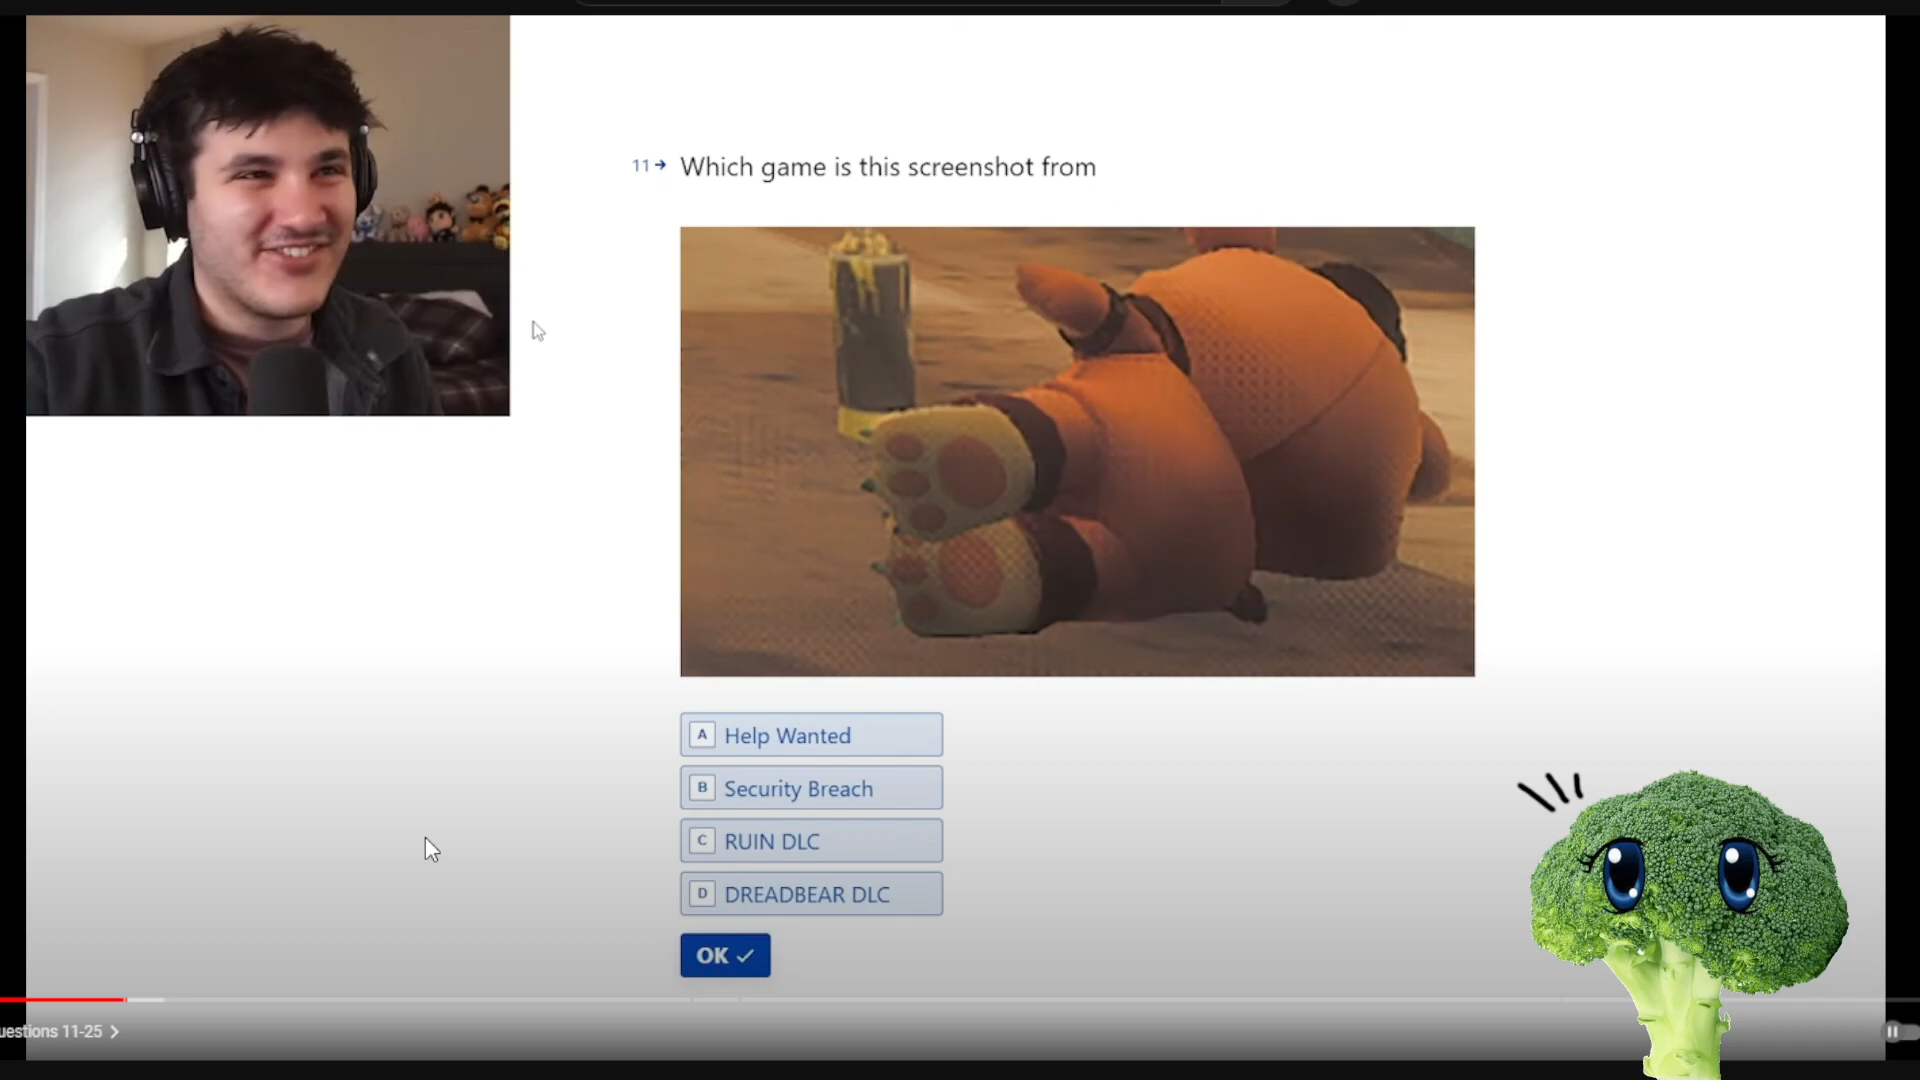 11 Which game is this screenshot from
A Help Wanted
B Security Breach
C RUIN DLC
D DREADBEAR DLC
OK
uestions 11-25